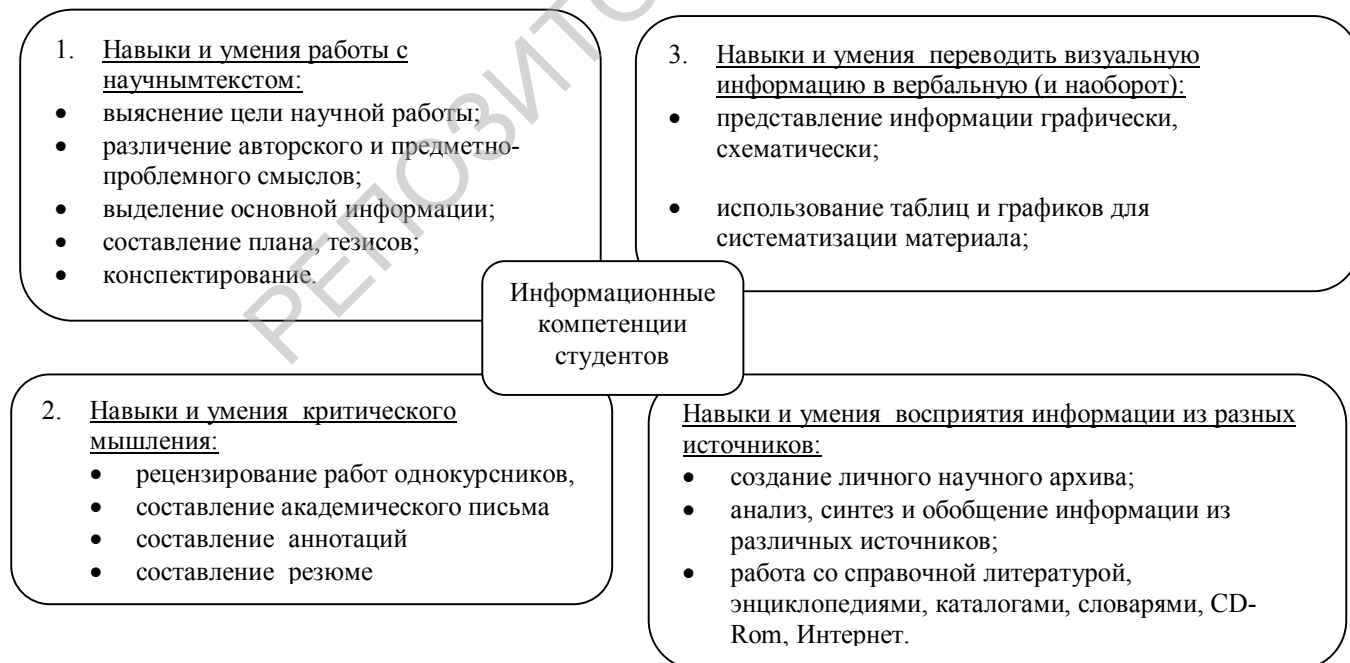 1. Навыки и умения работы с
научнымтекстом:
• выяснение цели научной работы;
• различение авторского и предметно-
проблемного смыслов;
• выделение основной информации;
• составление плана, тезисов;
• конспектирование.
3. Навыки и умения переводить визуальную
информацию в вербальную (и наоборот):
• представление информации графически,
схематически;
• использование таблиц и графиков для
систематизации материала;
Информационные
компетенции
студентов
2. Навыки и умения критического
мышления:
• рецензирование работ однокурсников,
• составление академического письма
• составление аннотаций
• составление резюме
Навыки и умения восприятия информации из разных
источников:
• создание личного научного архива;
• анализ, синтез и обобщение информации из
различных источников;
• работа со справочной литературой,
энциклопедиями, каталогами, словарями, CD-
Rom, Интернет.
РЕПОЗИТО